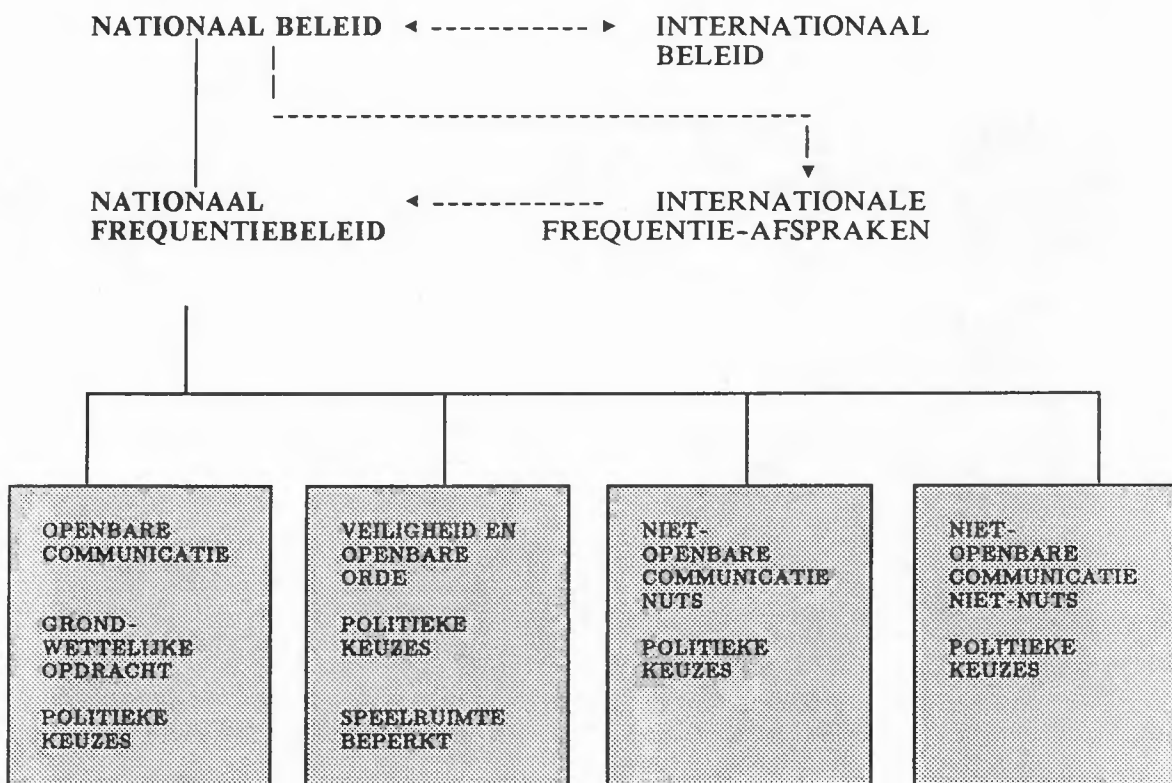 NATIONAAL BELEID
INTERNATIONAAL
BELEID
NATIONAAL
FREQUENTIEBELEID
INTERNATIONALE
FREQUENTIE-AFSPRAKEN
OPENBARE
COMMUNICATIE
GROND-
WETTELIJKE
OPDRACHT
POLITIEKE
KEUZES
VEILIGHEID EN
OPENBARE
ORDE
POLITIEKE
KEUZES
SPEELRUIMTE
BEPERKT
NIET-
OPENBARE
COMMUNICATIE
NUTS
POLITIEKE
KEUZES
NIET-
OPENBARE
COMMUNICATIE
NIET-NUTS
POLITIEKE
KEUZES